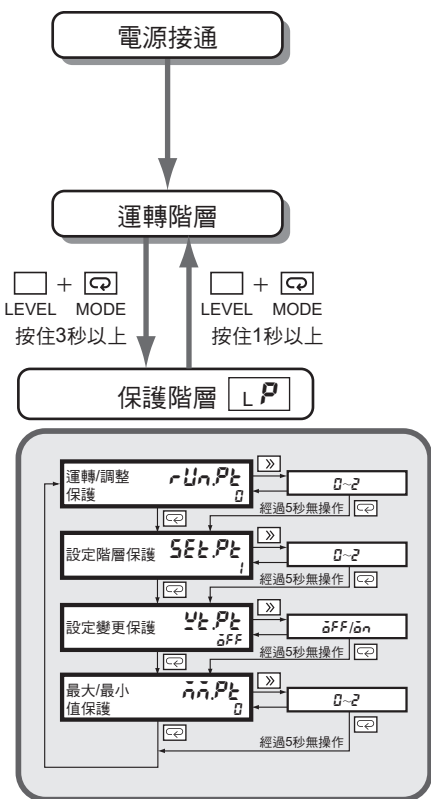 電源接通
運轉階層
+
+
LEVEL MODE
LEVEL MODE
按住3秒以上
按住1秒以上
保護階層 LP
運轉/調整
保護
rUn.Pt
0
0~2
經過5秒無操作
設定階層保護
SEt.Pt
1
0~2
經過5秒無操作
設定變更保護
Yt.Pt
oFF
oFF/on
經過5秒無操作
最大/最小
值保護
0
0~2
經過5秒無操作